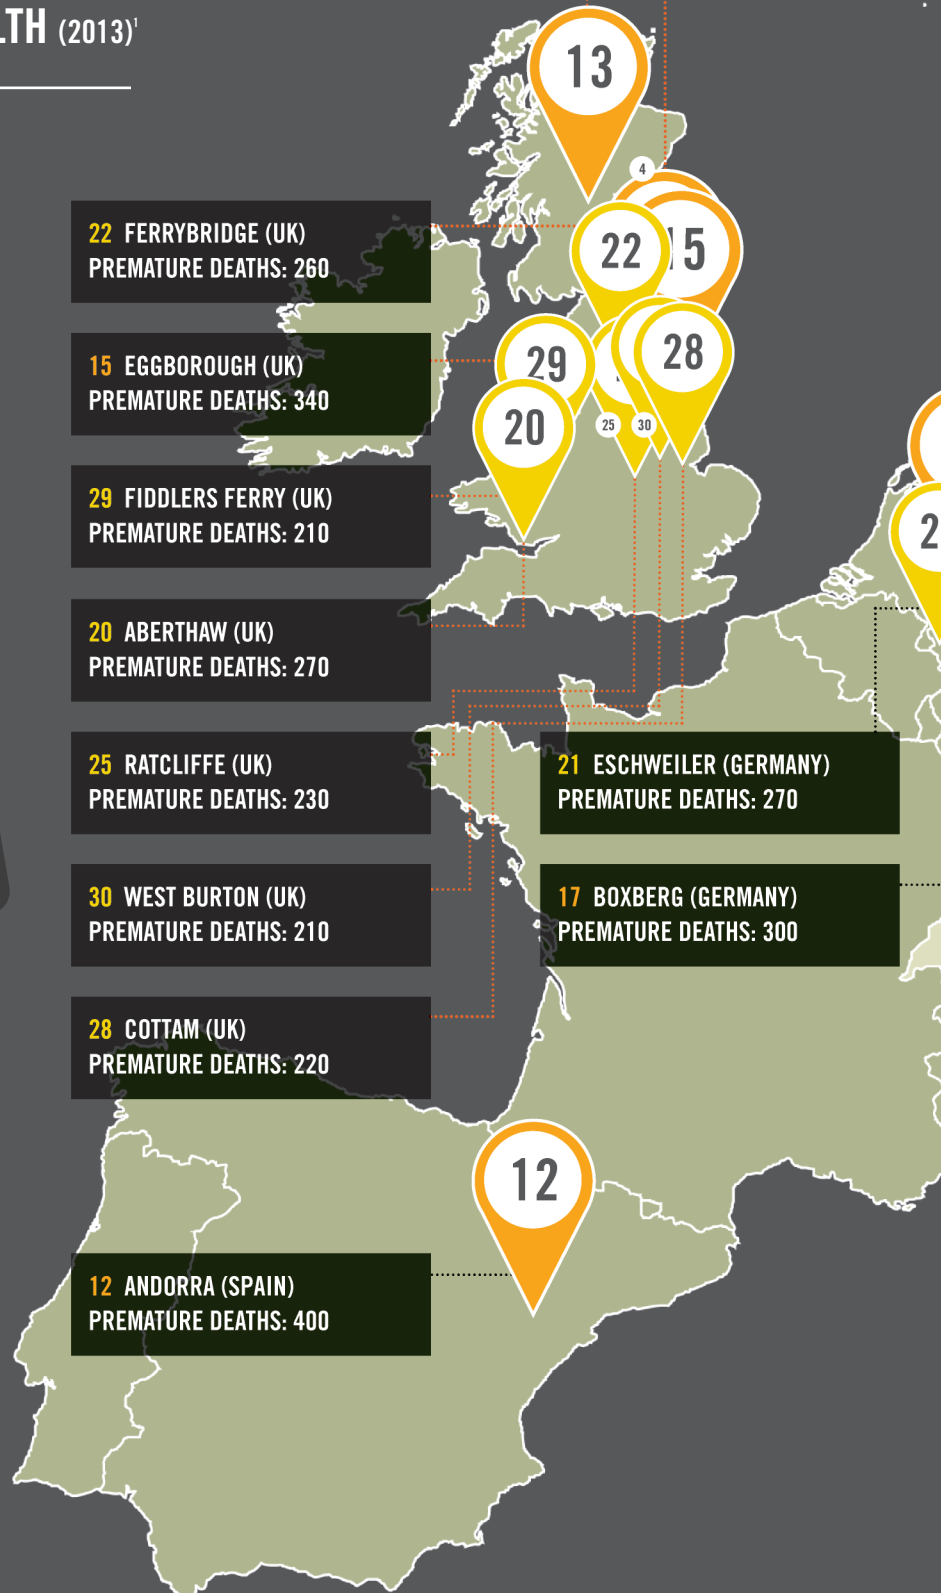 LTH (2013)¹
13
4
22
15
22 FERRYBRIDGE (UK)
PREMATURE DEATHS: 260
15 EGGBOROUGH (UK)
PREMATURE DEATHS: 340
29
28
20
25
30
29 FIDDLERS FERRY (UK)
PREMATURE DEATHS: 210
2
20 ABERTHAW (UK)
PREMATURE DEATHS: 270
25 RATCLIFFE (UK)
PREMATURE DEATHS: 230
21 ESCHWEILER (GERMANY)
PREMATURE DEATHS: 270
30 WEST BURTON (UK)
PREMATURE DEATHS: 210
17 BOXBERG (GERMANY)
PREMATURE DEATHS: 300
28 COTTAM (UK)
PREMATURE DEATHS: 220
12
12 ANDORRA (SPAIN)
PREMATURE DEATHS: 400